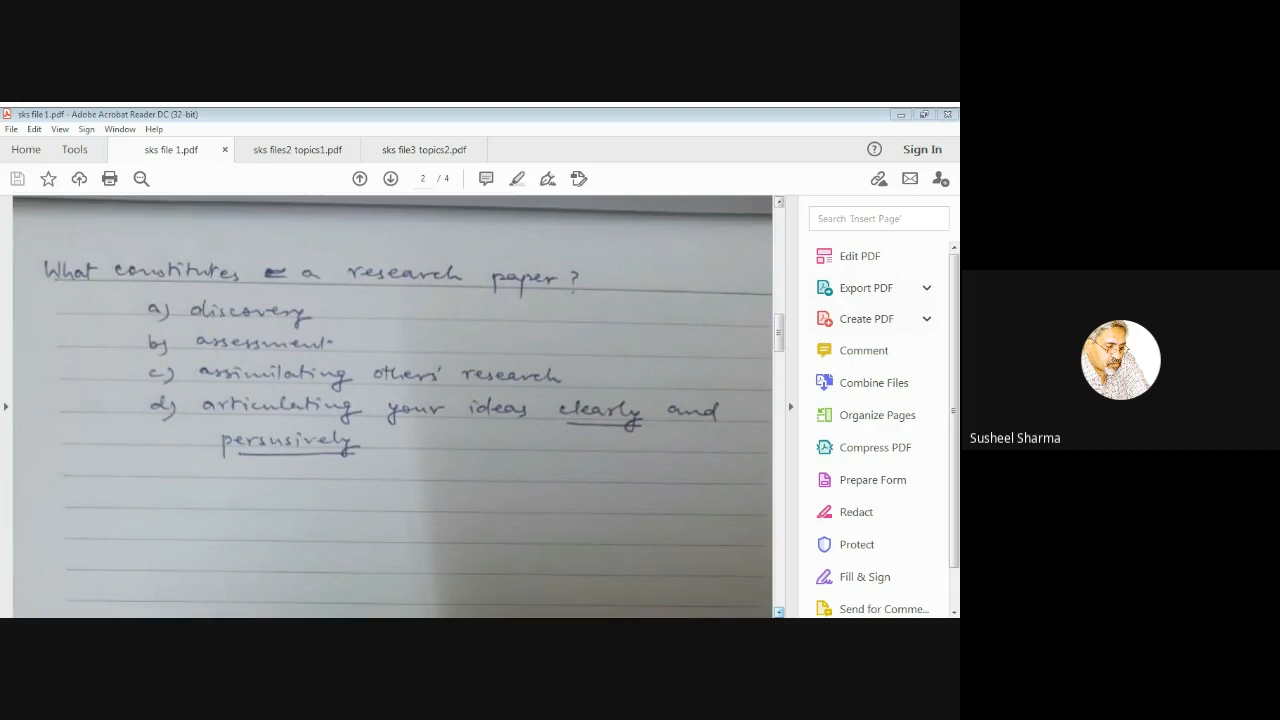 sks file 1.pdf - Adobe Acrobat Reader DC (32-bit)
File Edit View Sign Window Help
Home Tools sks file 1.pdf × sks files2 topics1.pdf sks file3 topics2.pdf ? Sign In
2 / 4
Search 'Insert Page'
What constitutes a research paper?
a) discovery
b) assessment
c) assimilating others' research
d) articulating your ideas clearly and
persusively
Edit PDF
Export PDF
Create PDF
Comment
Combine Files
Organize Pages
Compress PDF
Prepare Form
Redact
Protect
Fill & Sign
Send for Comme...
Susheel Sharma